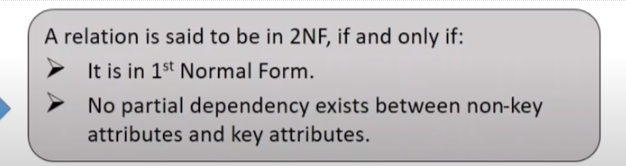 A relation is said to be in 2NF, if and only if:
➤ It is in 1st Normal Form.
➤ No partial dependency exists between non-key
attributes and key attributes.